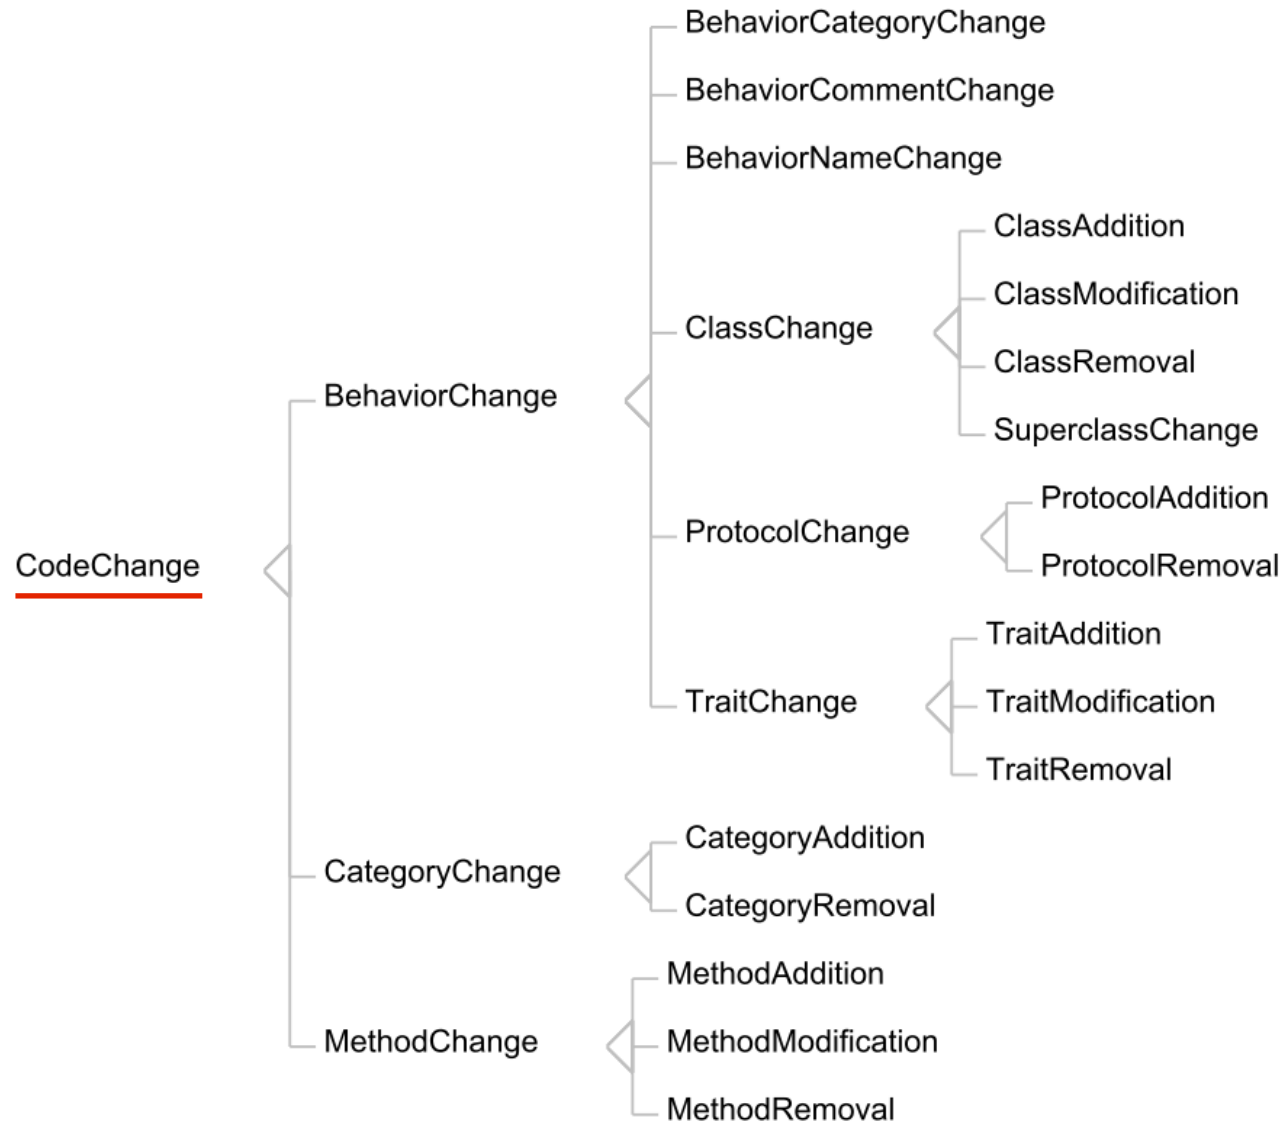 BehaviorCategoryChange
BehaviorCommentChange
BehaviorNameChange
ClassAddition
ClassModification
ClassChange
ClassRemoval
BehaviorChange
SuperclassChange
ProtocolAddition
ProtocolChange
CodeChange
ProtocolRemoval
TraitAddition
TraitChange
TraitModification
TraitRemoval
CategoryAddition
CategoryChange
CategoryRemoval
MethodAddition
MethodChange
MethodModification
MethodRemoval